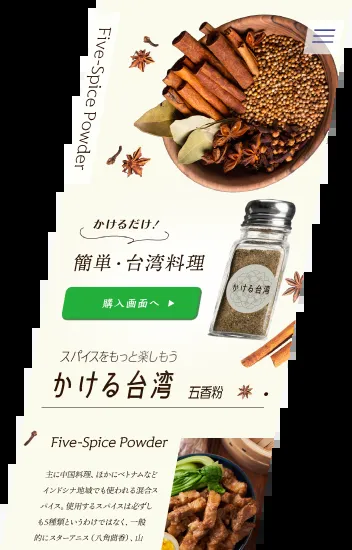 Five-Spice Powder
かけるだけ!
簡単・台湾料理
かける台湾
購入画面へ
スパイスをもっと楽しもう
かける台湾 五香粉
Five-Spice Powder
主に中国料理、ほかにベトナムなど
インドシナ地域でも使われる混合ス
パイス。使用するスパイスは必ずし
も5種類というわけではなく、一般
的にスターアニス(八角茴香)、山